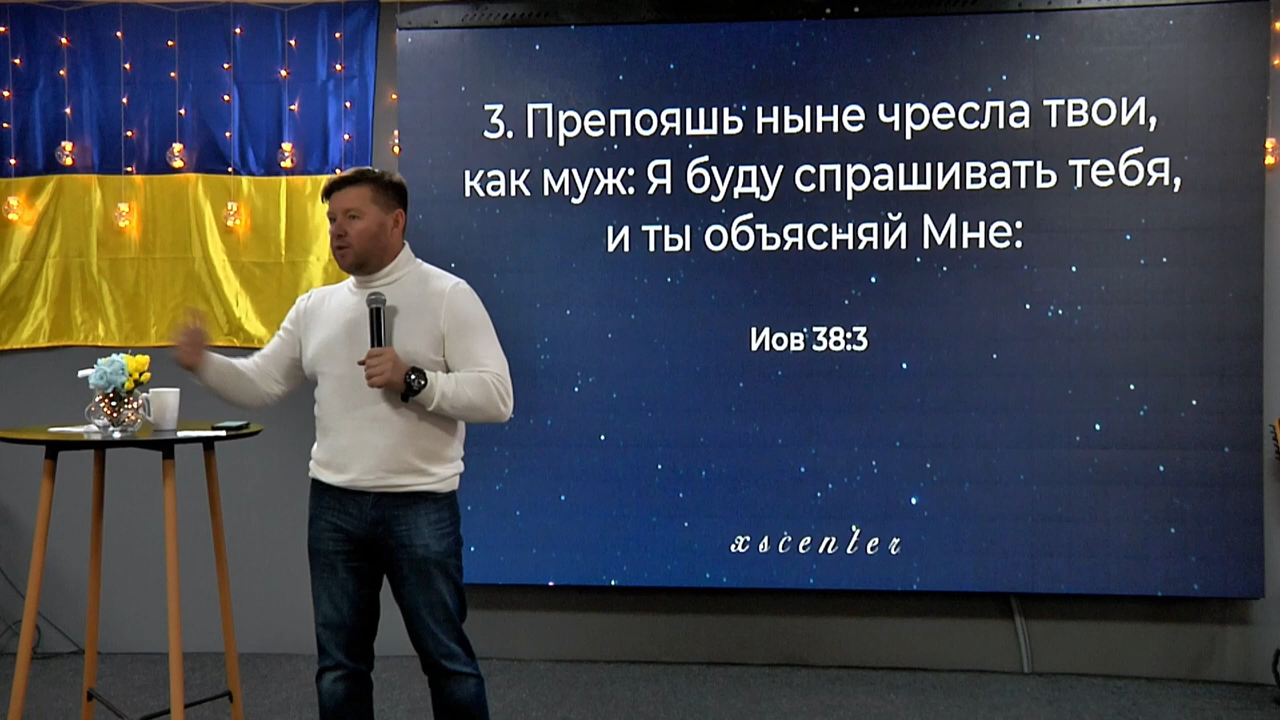 3. Препояшь ныне чресла твои,
как муж: Я буду спрашивать тебя,
и ты объясняй Мне:
Иов 38:3
xscenter